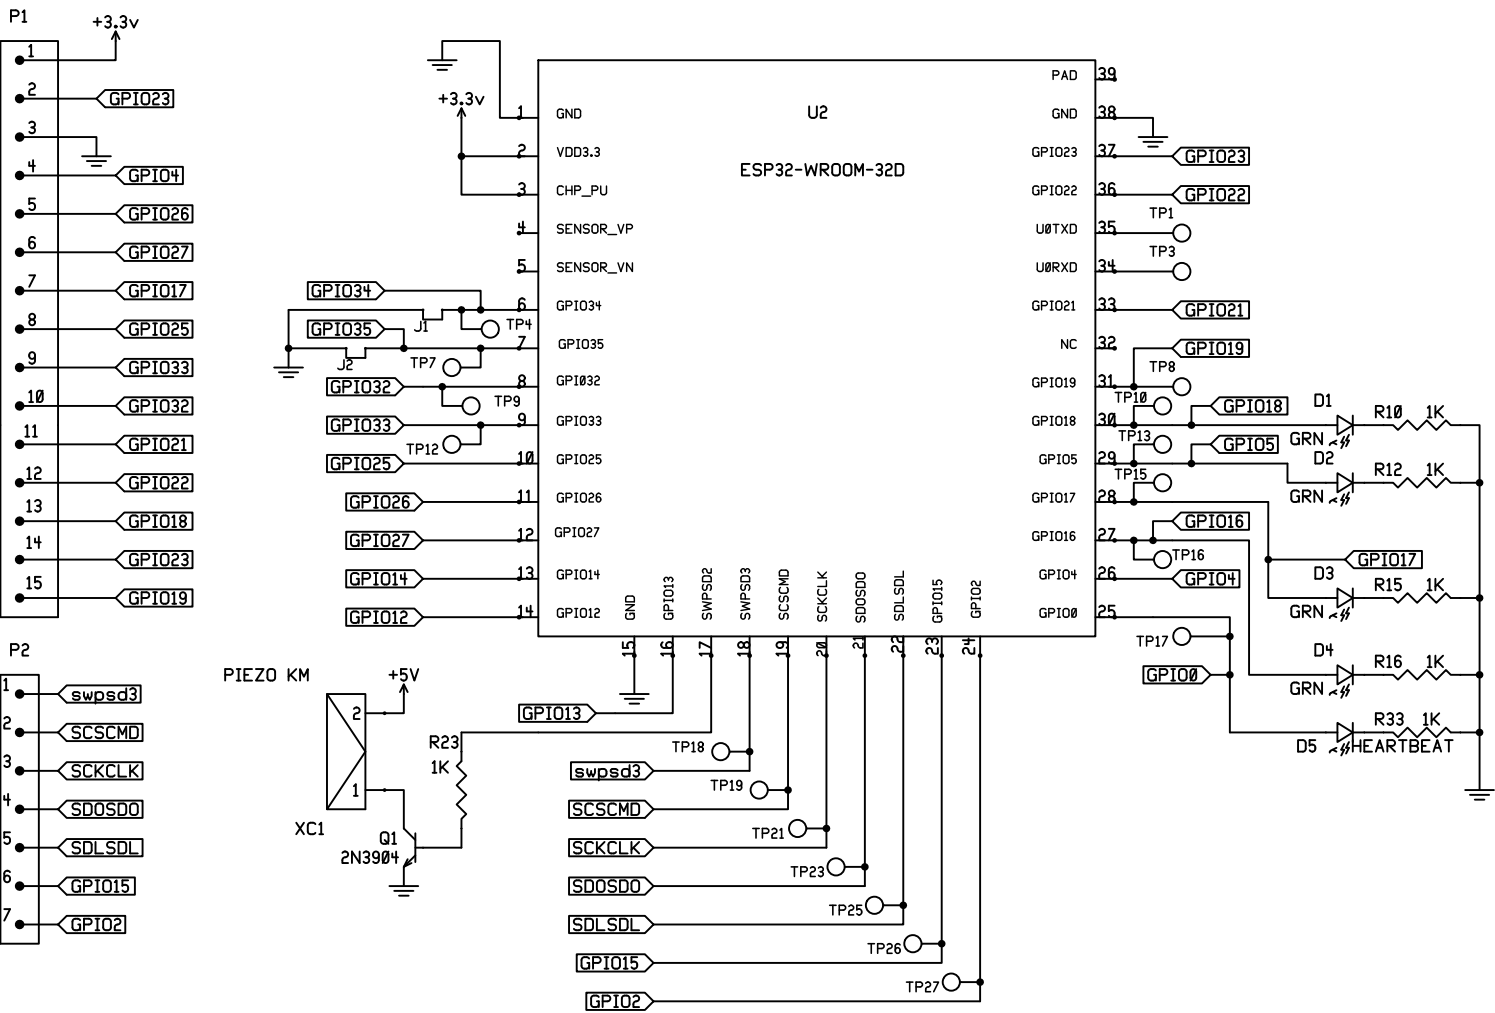 P1
+3.3v
1
2 GPIO23
3
4 GPIO4
5 GPIO26
6 GPIO27
7 GPIO17
8 GPIO25
9 GPIO33
10 GPIO32
11 GPIO21
12 GPIO22
13 GPIO18
14 GPIO23
15 GPIO19
P2
1 swpsd3
2 SCSCMD
3 SCKCLK
4 SDOSDO
5 SDLSDL
6 GPIO15
7 GPIO2
U2
ESP32-WROOM-32D
+3.3v
1 GND
2 VDD3.3
3 CHP_PU
4 SENSOR_VP
5 SENSOR_VN
GPIO34
6 GPIO34
J1
TP4
GPIO35
7 GPIO35
J2
TP7
GPIO32
8 GPIO32
TP9
GPIO33
9 GPIO33
TP12
GPIO25
10 GPIO25
GPIO26
11 GPIO26
GPIO27
12 GPIO27
GPIO14
13 GPIO14
GPIO12
14 GPIO12
PAD 39
GND 38
GPIO23 37 GPIO23
GPIO22 36 GPIO22
TP1
U0TXD 35
TP3
U0RXD 34
GPIO21 33 GPIO21
NC 32
GPIO19
TP8
GPIO19 31
TP10
GPIO18
GPIO18 30
TP13
GPIO5
GPIO5 29
TP15
GPIO17 28
GPIO16
GPIO16 27
TP16
GPIO17
GPIO4 26 GPIO4
GPIO0 25
TP17
GPIO0
D1
GRN
R10 1K
D2
GRN
R12 1K
D3
GRN
R15 1K
D4
GRN
R16 1K
R33 1K
D5 HEARTBEAT
GND
15
GPIO13
16
SWPSD2
17
SWPSD3
18
SCSCMD
19
SCKCLK
20
SDOSDO
21
SDLSDL
22
GPIO15
23
GPIO2
24
PIEZO KM
+5V
2
1
XC1
R23
1K
Q1
2N3904
GPIO13
TP18
swpsd3
TP19
SCSCMD
TP21
SCKCLK
TP23
SDOSDO
TP25
SDLSDL
TP26
GPIO15
TP27
GPIO2